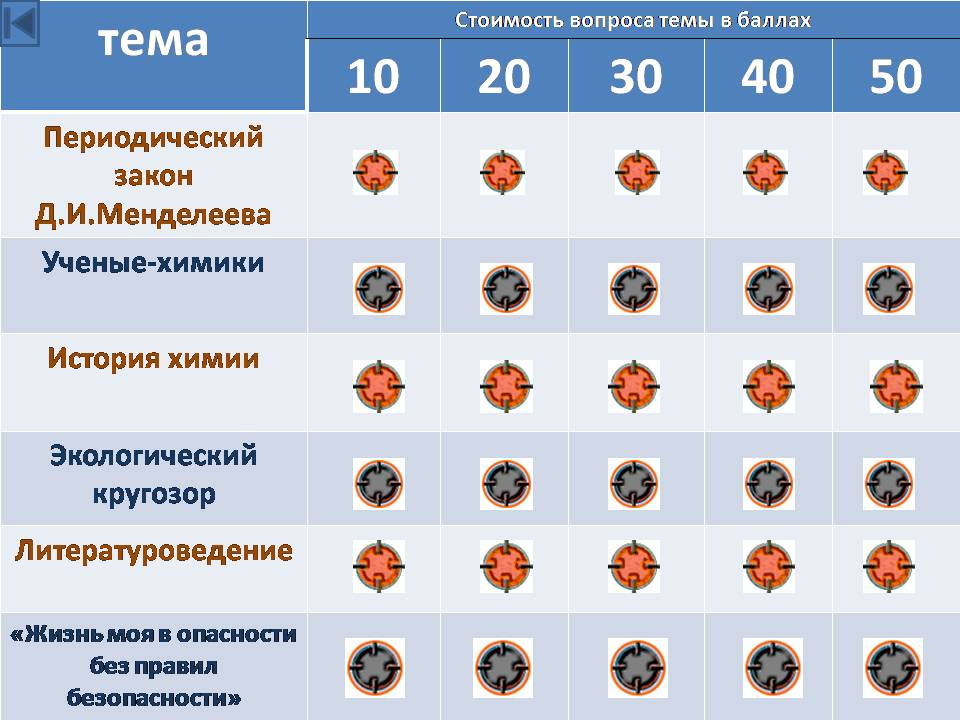 тема
Стоимость вопроса темы в баллах
10 20 30 40 50
Периодический
закон
Д.И.Менделеева
Ученые-химики
История химии
Экологический
кругозор
Литературоведение
«Жизнь моя в опасности
без правил
безопасности»